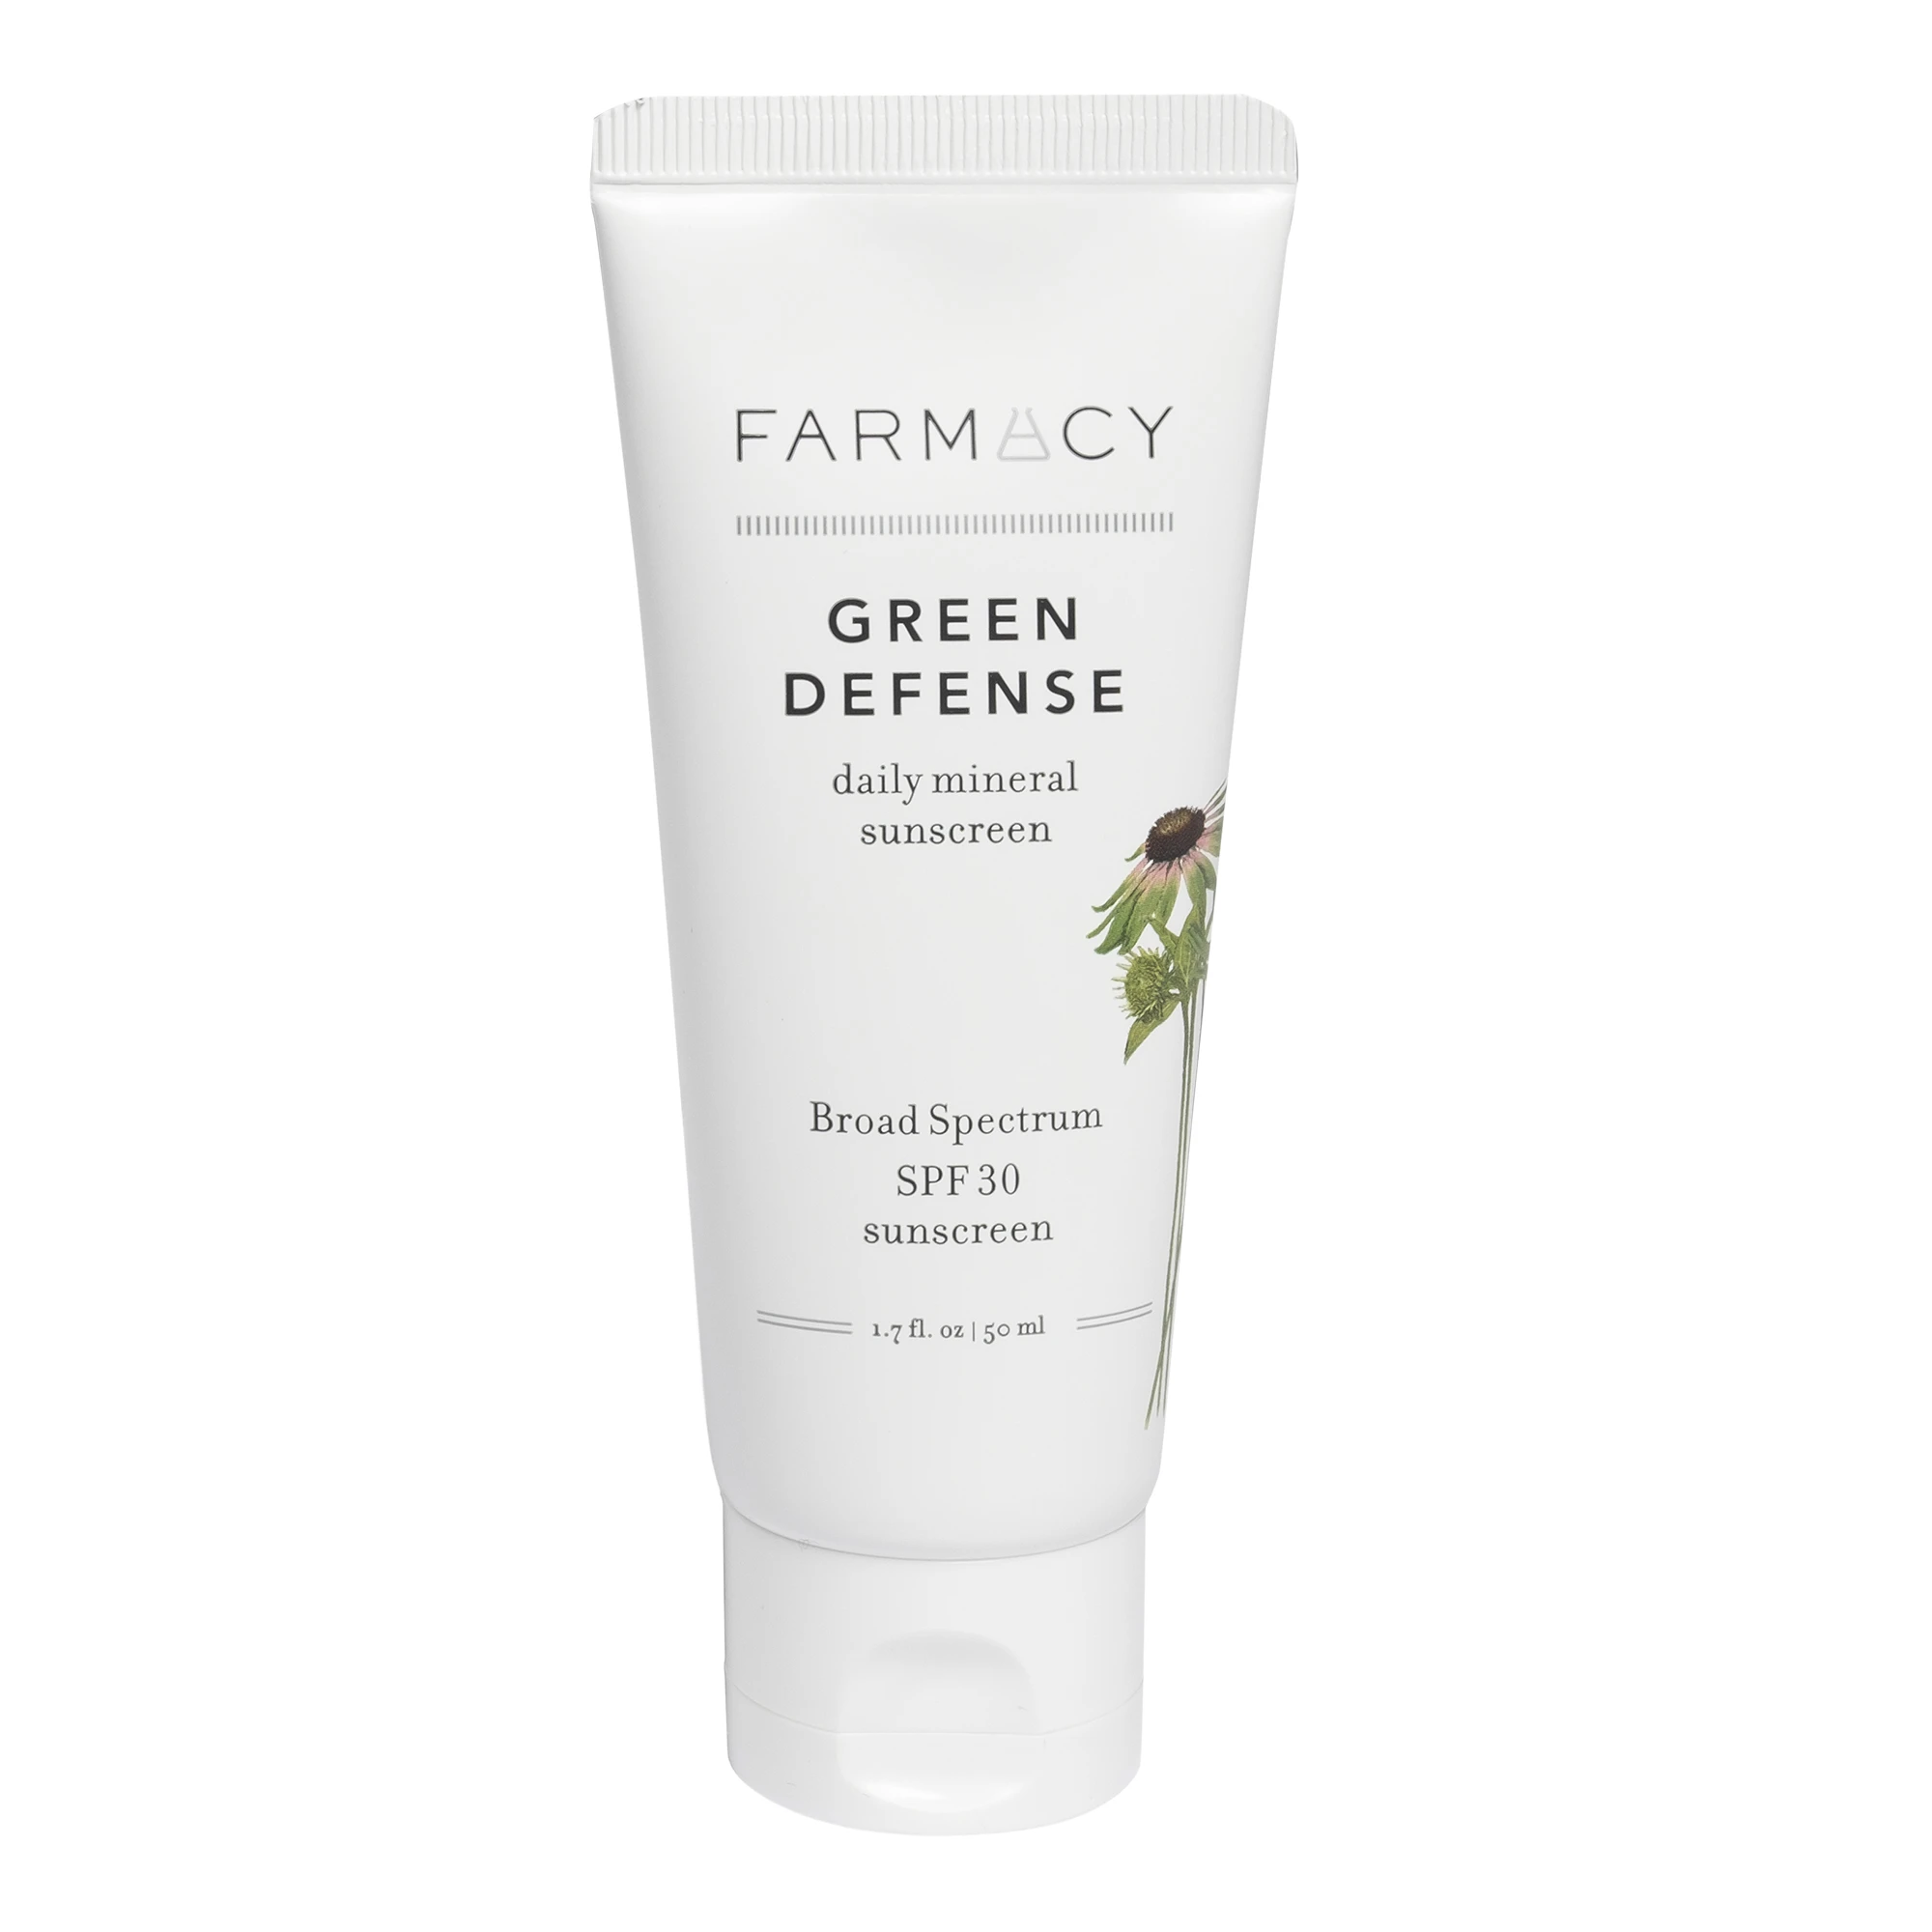 FARMACY
GREEN
DEFENSE
daily mineral
sunscreen
Broad Spectrum
SPF 30
sunscreen
1.7 fl. oz | 50 ml